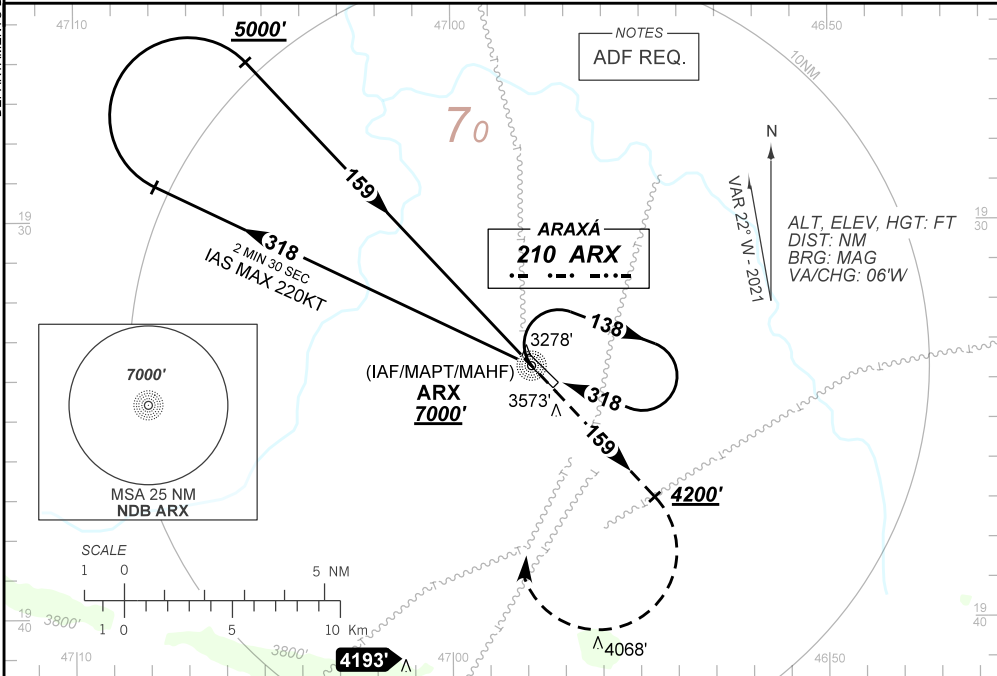 47 10
47 00
46 50
5000'
NOTES
ADF REQ.
10NM
70
N
VAR 22° W - 2021
ALT, ELEV, HGT: FT
DIST: NM
BRG: MAG
VA/CHG: 06'W
19
30
19
30
159
ARAXÁ
210 ARX
318
2 MIN 30 SEC
IAS MAX 220KT
138
3278'
(IAF/MAPT/MAHF)
ARX
7000'
318
3573'
159
4200'
7000'
MSA 25 NM
NDB ARX
SCALE
1 0 5 NM
1 0 5 10 Km
19
40
19
40
3800'
3800'
4068'
4193'
47 10
47 00
46 50